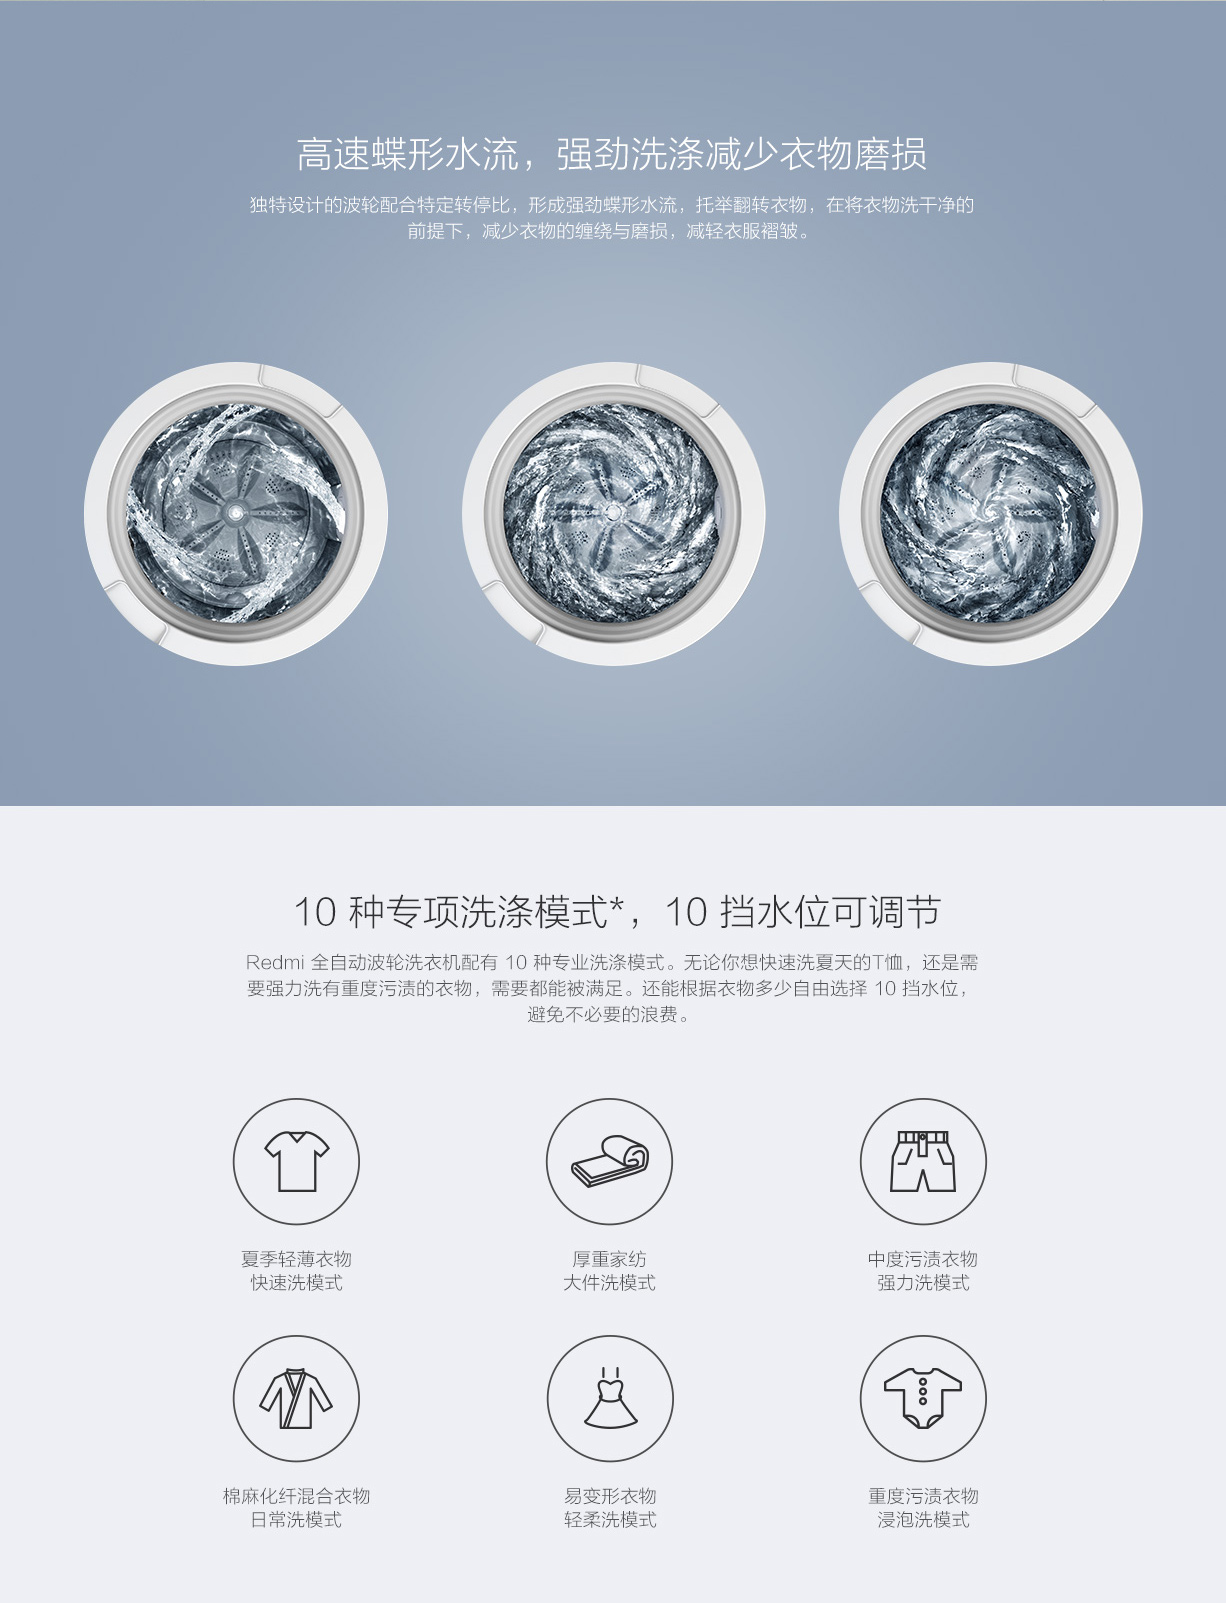 高速蝶形水流，强劲洗涤减少衣物磨损
独特设计的波轮配合特定转停比，形成强劲蝶形水流，托举翻转衣物，在将衣物洗干净的
前提下，减少衣物的缠绕与磨损，减轻衣服褶皱。
10 种专项洗涤模式*，10 挡水位可调节
Redmi 全自动波轮洗衣机配有 10 种专业洗涤模式。无论你想快速洗夏天的T恤，还是需
要强力洗有重度污渍的衣物，需要都能被满足。还能根据衣物多少自由选择 10 挡水位，
避免不必要的浪费。
夏季轻薄衣物
快速洗模式
厚重家纺
大件洗模式
中度污渍衣物
强力洗模式
棉麻化纤混合衣物
日常洗模式
易变形衣物
轻柔洗模式
重度污渍衣物
浸泡洗模式